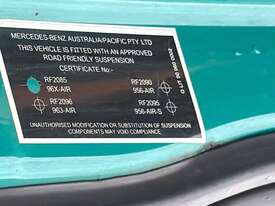 MERCEDES-BENZ AUSTRALIA/PACIFIC PTY LTD
THIS VEHICLE IS FITTED WITH AN APPROVED
ROAD FRIENDLY SUSPENSION
CERTIFICATE No:-
RF2085 RF2090
96X-AIR 956-AIR
RF2096 RF2095
963-AIR 956-AIR-S
UNAUTHORISED MODIFICATION OR SUBSTITUTION OF SUSPENSION
COMPONENTS MAY VOID COMPLIANCE